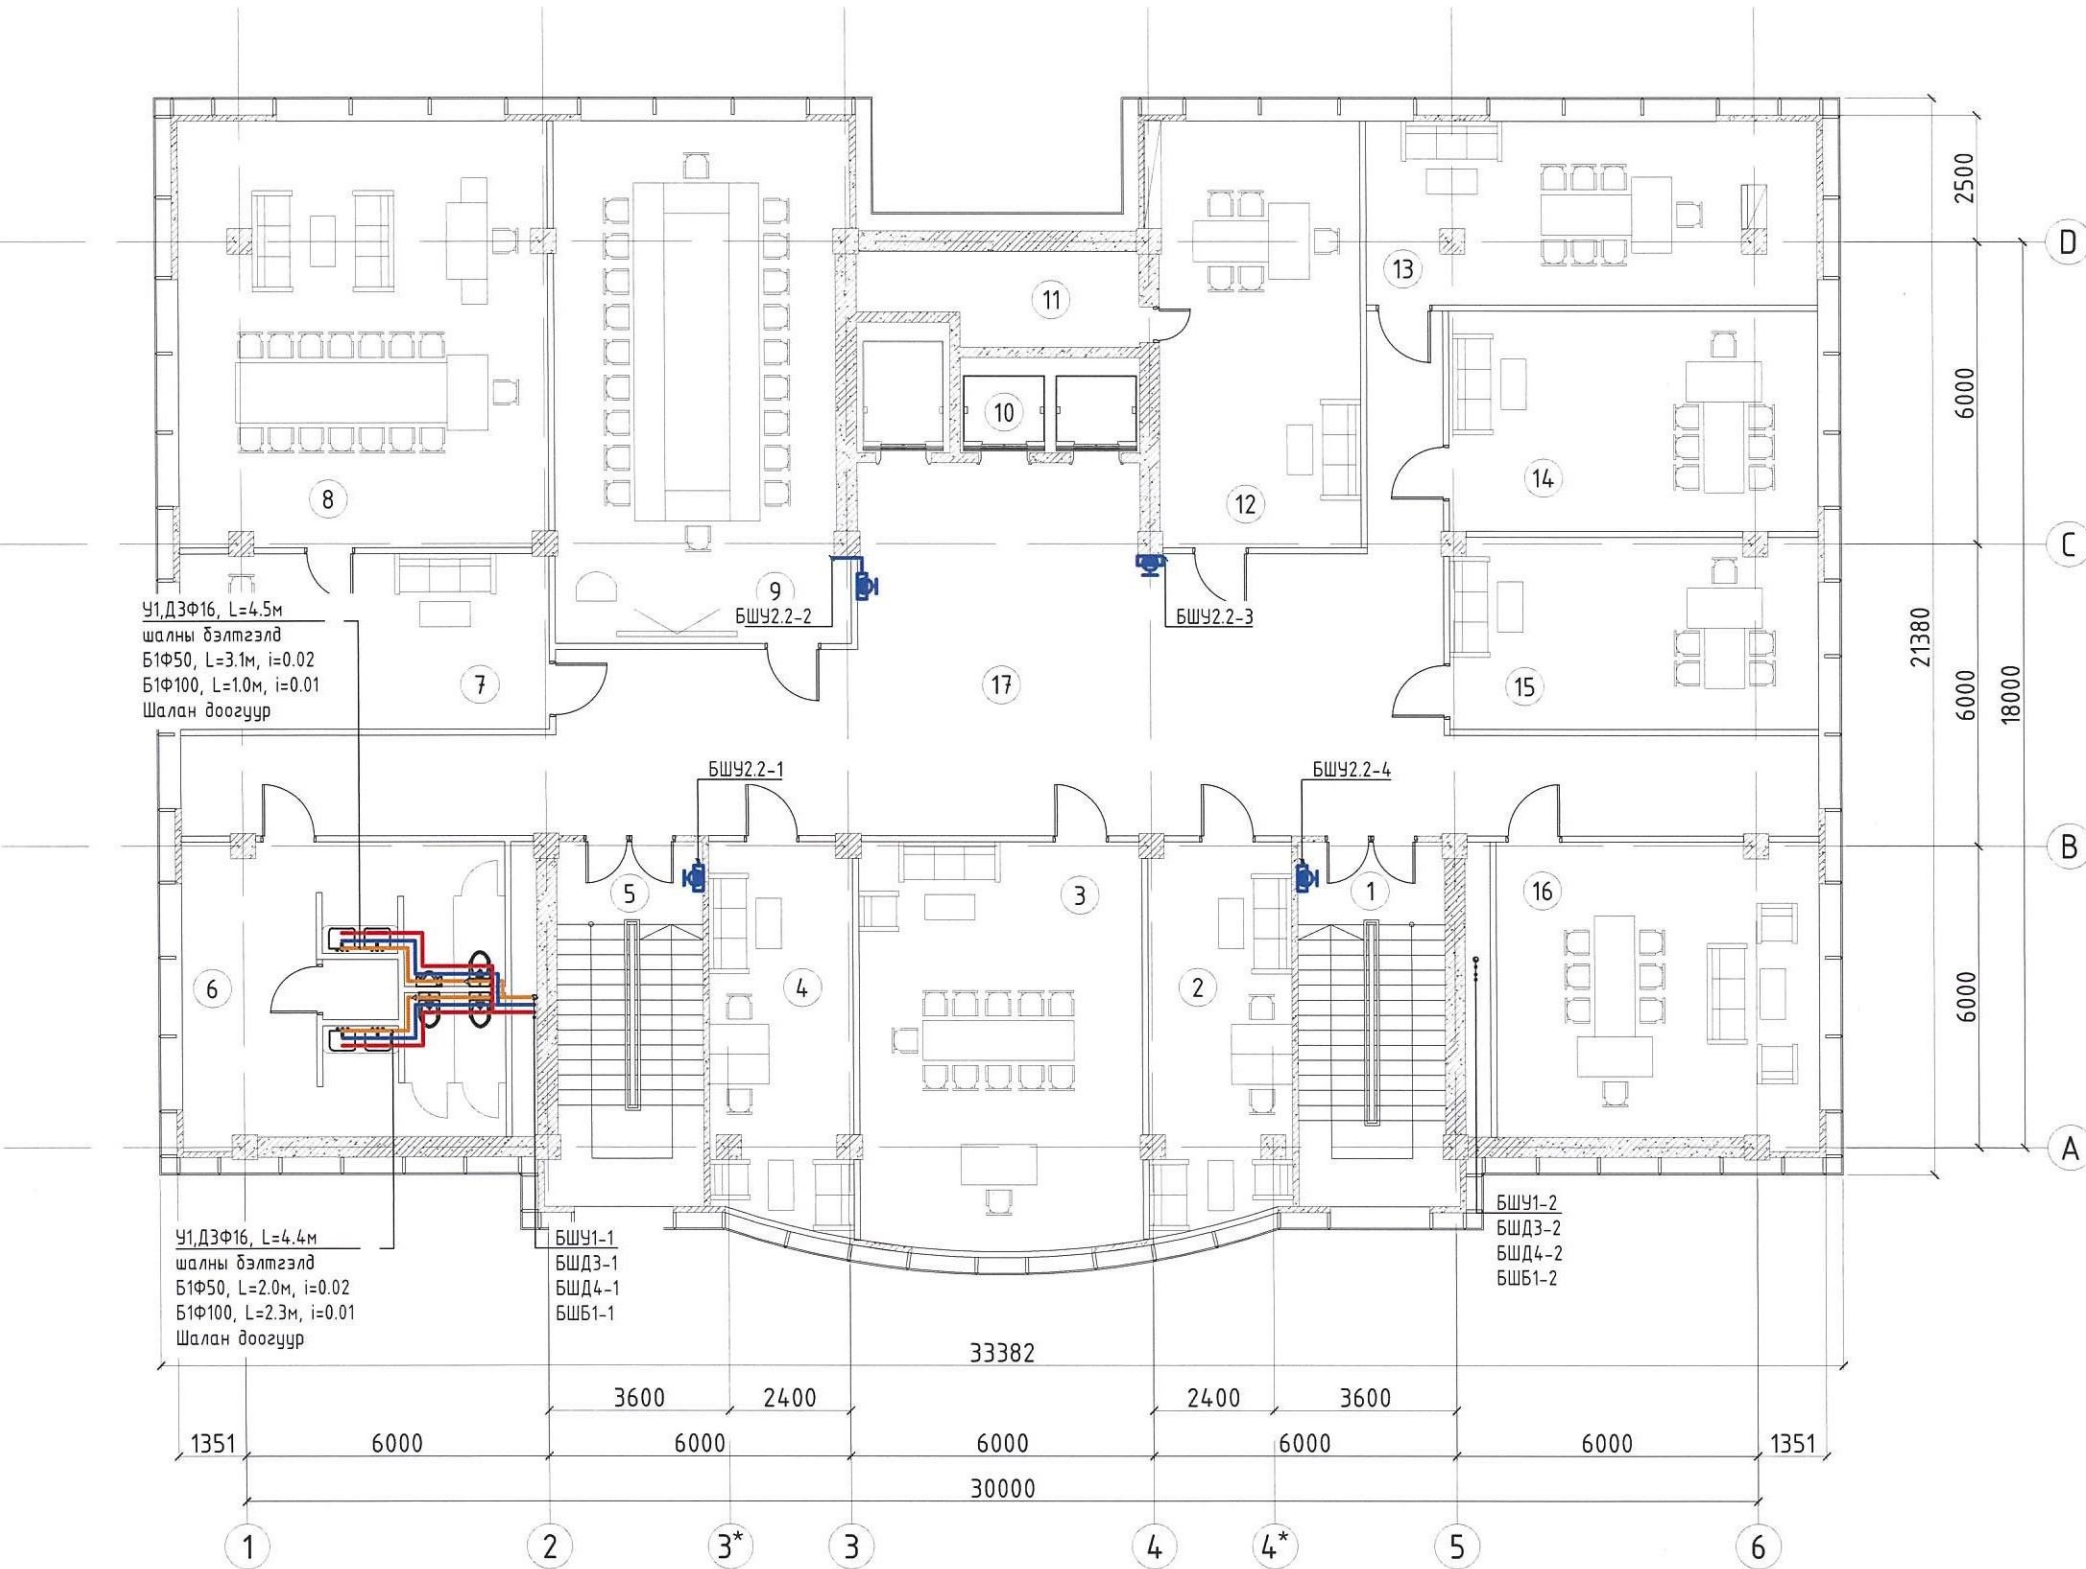 2500
D
13
11
6000
10
8
12
14
C
У1,ДЗФ16, L=4.5м
шалны бэлтгэлд
Б1Ф50, L=3.1м, i=0.02
Б1Ф100, L=1.0м, i=0.01
Шалан доогуур
9
БШУ2.2-2
БШУ2.2-3
21380
7
17
15
6000
18000
БШУ2.2-1
БШУ2.2-4
B
5
3
1
16
6
4
2
6000
A
У1,ДЗФ16, L=4.4м
шалны бэлтгэлд
Б1Ф50, L=2.0м, i=0.02
Б1Ф100, L=2.3м, i=0.01
Шалан доогуур
БШУ1-1
БШДЗ-1
БШД4-1
БШБ1-1
БШУ1-2
БШДЗ-2
БШД4-2
БШБ1-2
33382
3600 2400 2400 3600
1351 6000 6000 6000 6000 6000 1351
30000
1 2 3* 3 4 4* 5 6